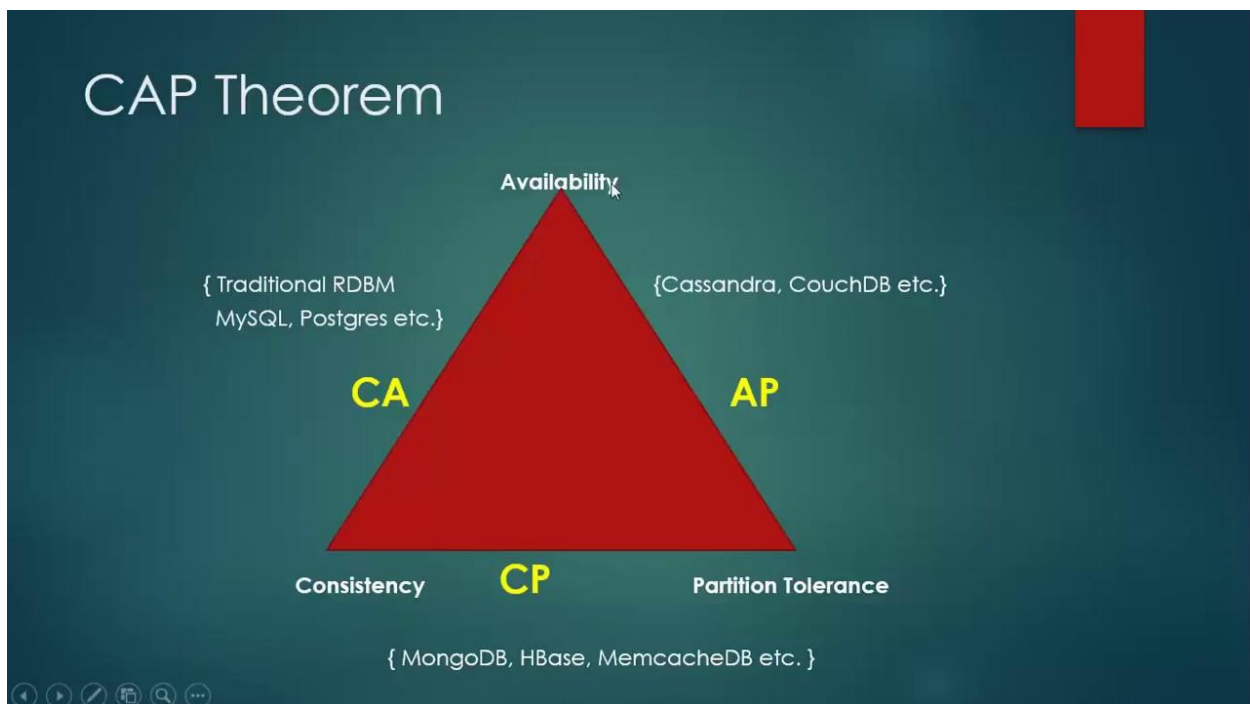 CAP Theorem
Availability
{ Traditional RDBM
MySQL, Postgres etc.}
{Cassandra, CouchDB etc.}
CA
AP
Consistency
CP
Partition Tolerance
{ MongoDB, HBase, MemcacheDB etc. }